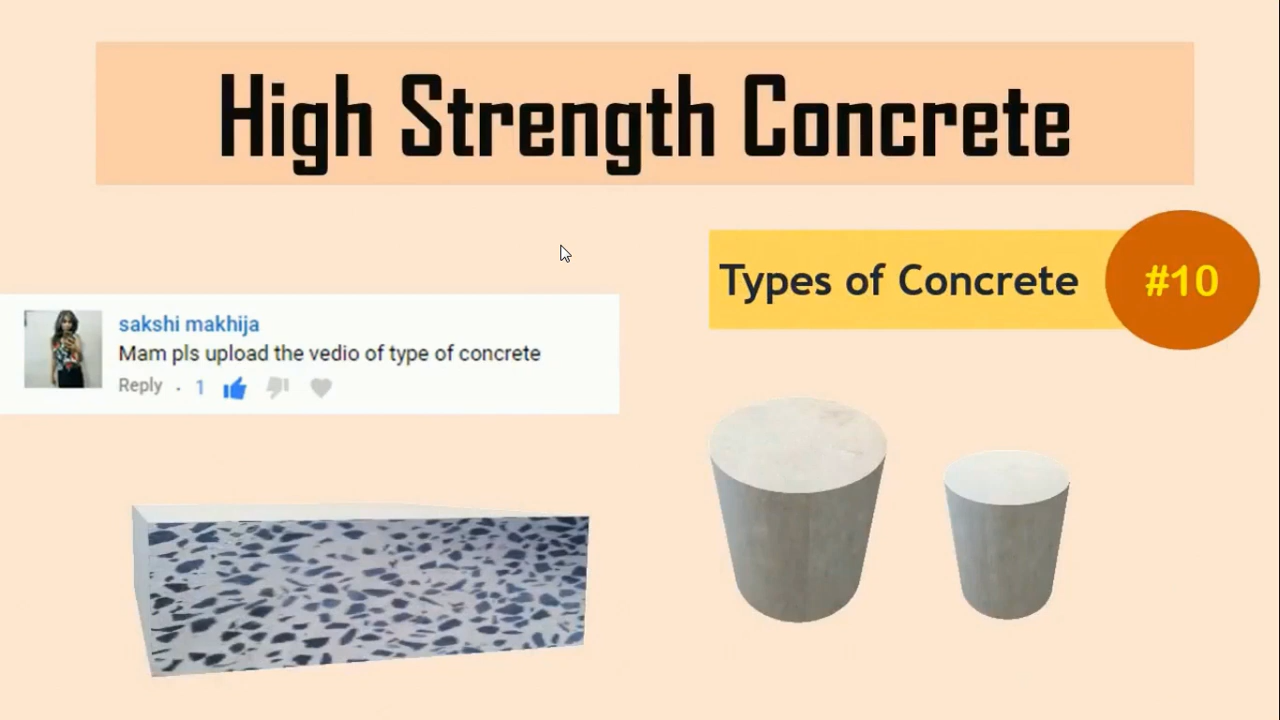 High Strength Concrete
Types of Concrete #10
sakshi makhija
Mam pls upload the vedio of type of concrete
Reply · 1